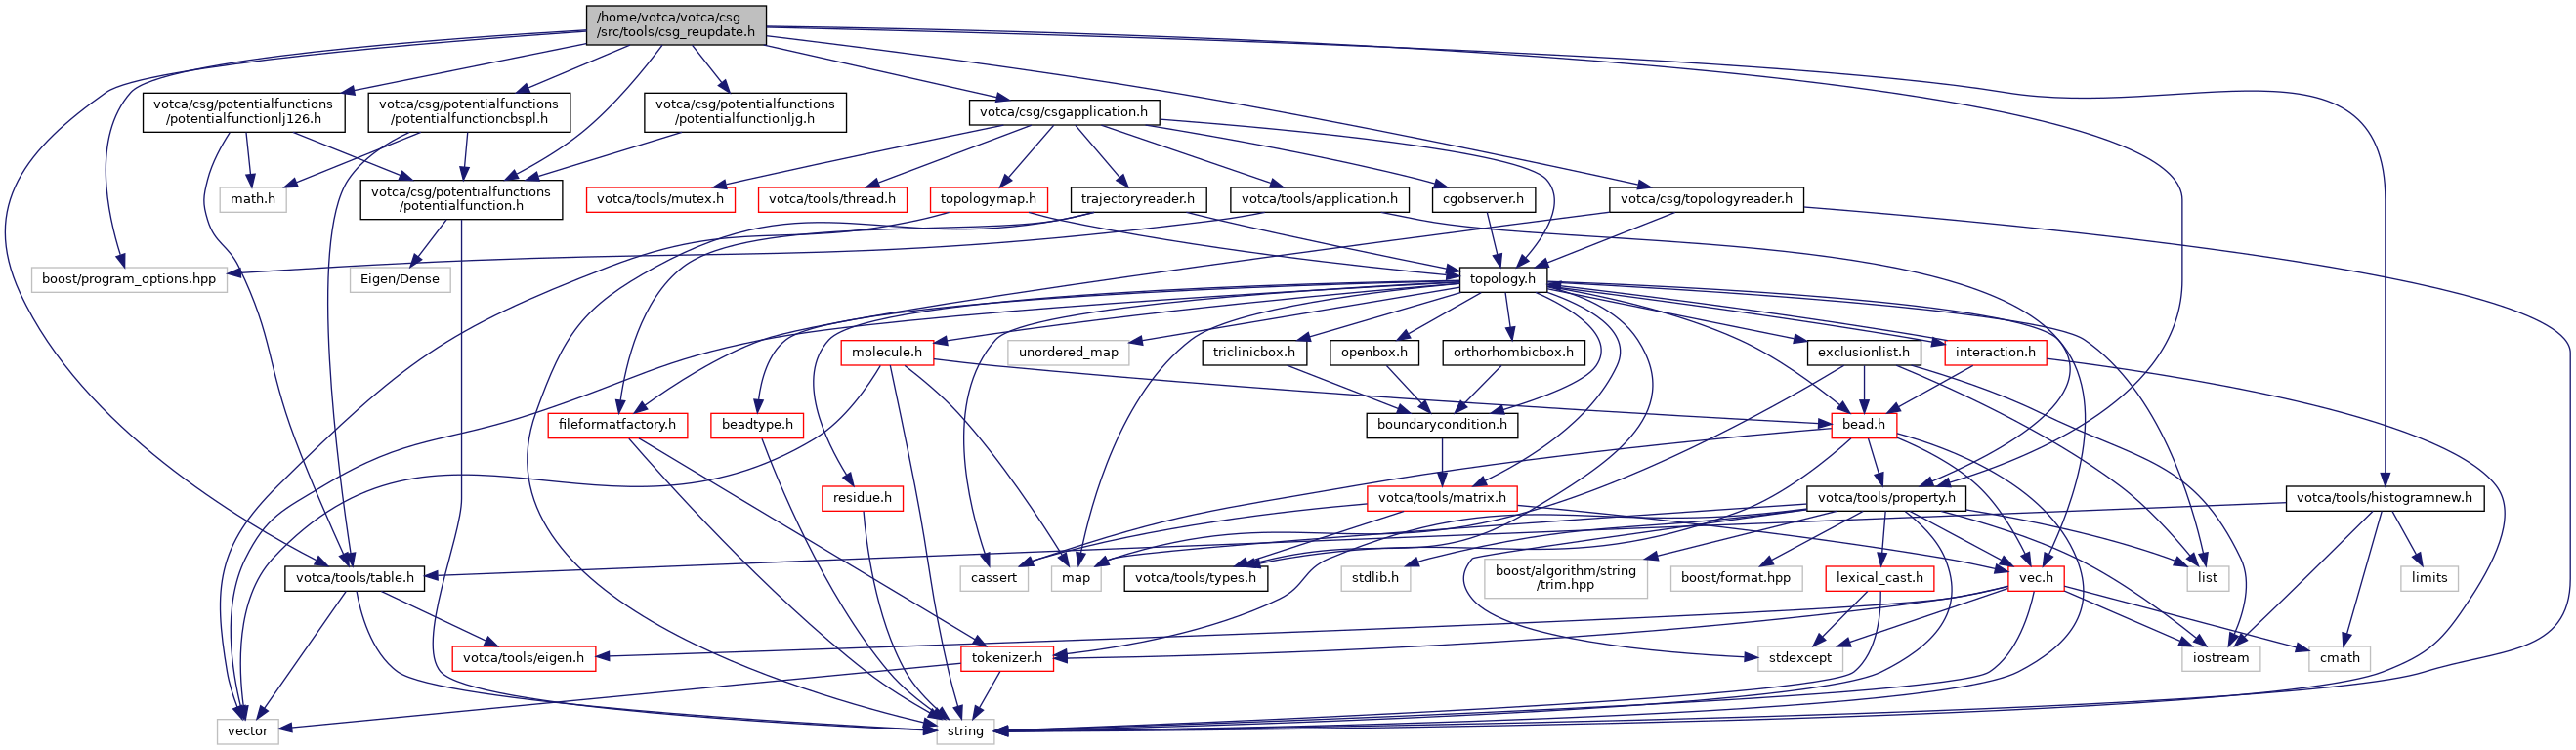 /home/votca/votca/csg
/src/tools/csg_reupdate.h
votca/csg/potentialfunctions
/potentialfunctionlj126.h
votca/csg/potentialfunctions
/potentialfunctioncbspl.h
votca/csg/potentialfunctions
/potentialfunctionljg.h
votca/csg/csgapplication.h
math.h
votca/csg/potentialfunctions
/potentialfunction.h
votca/tools/mutex.h
votca/tools/thread.h
topologymap.h
trajectoryreader.h
votca/tools/application.h
cgobserver.h
votca/csg/topologyreader.h
boost/program_options.hpp
Eigen/Dense
topology.h
molecule.h
unordered_map
triclinicbox.h
openbox.h
orthorhombicbox.h
exclusionlist.h
interaction.h
fileformatfactory.h
beadtype.h
boundarycondition.h
bead.h
residue.h
votca/tools/matrix.h
votca/tools/property.h
votca/tools/histogramnew.h
votca/tools/table.h
cassert
map
votca/tools/types.h
stdlib.h
boost/algorithm/string
/trim.hpp
boost/format.hpp
lexical_cast.h
vec.h
list
limits
votca/tools/eigen.h
tokenizer.h
stdexcept
iostream
cmath
vector
string